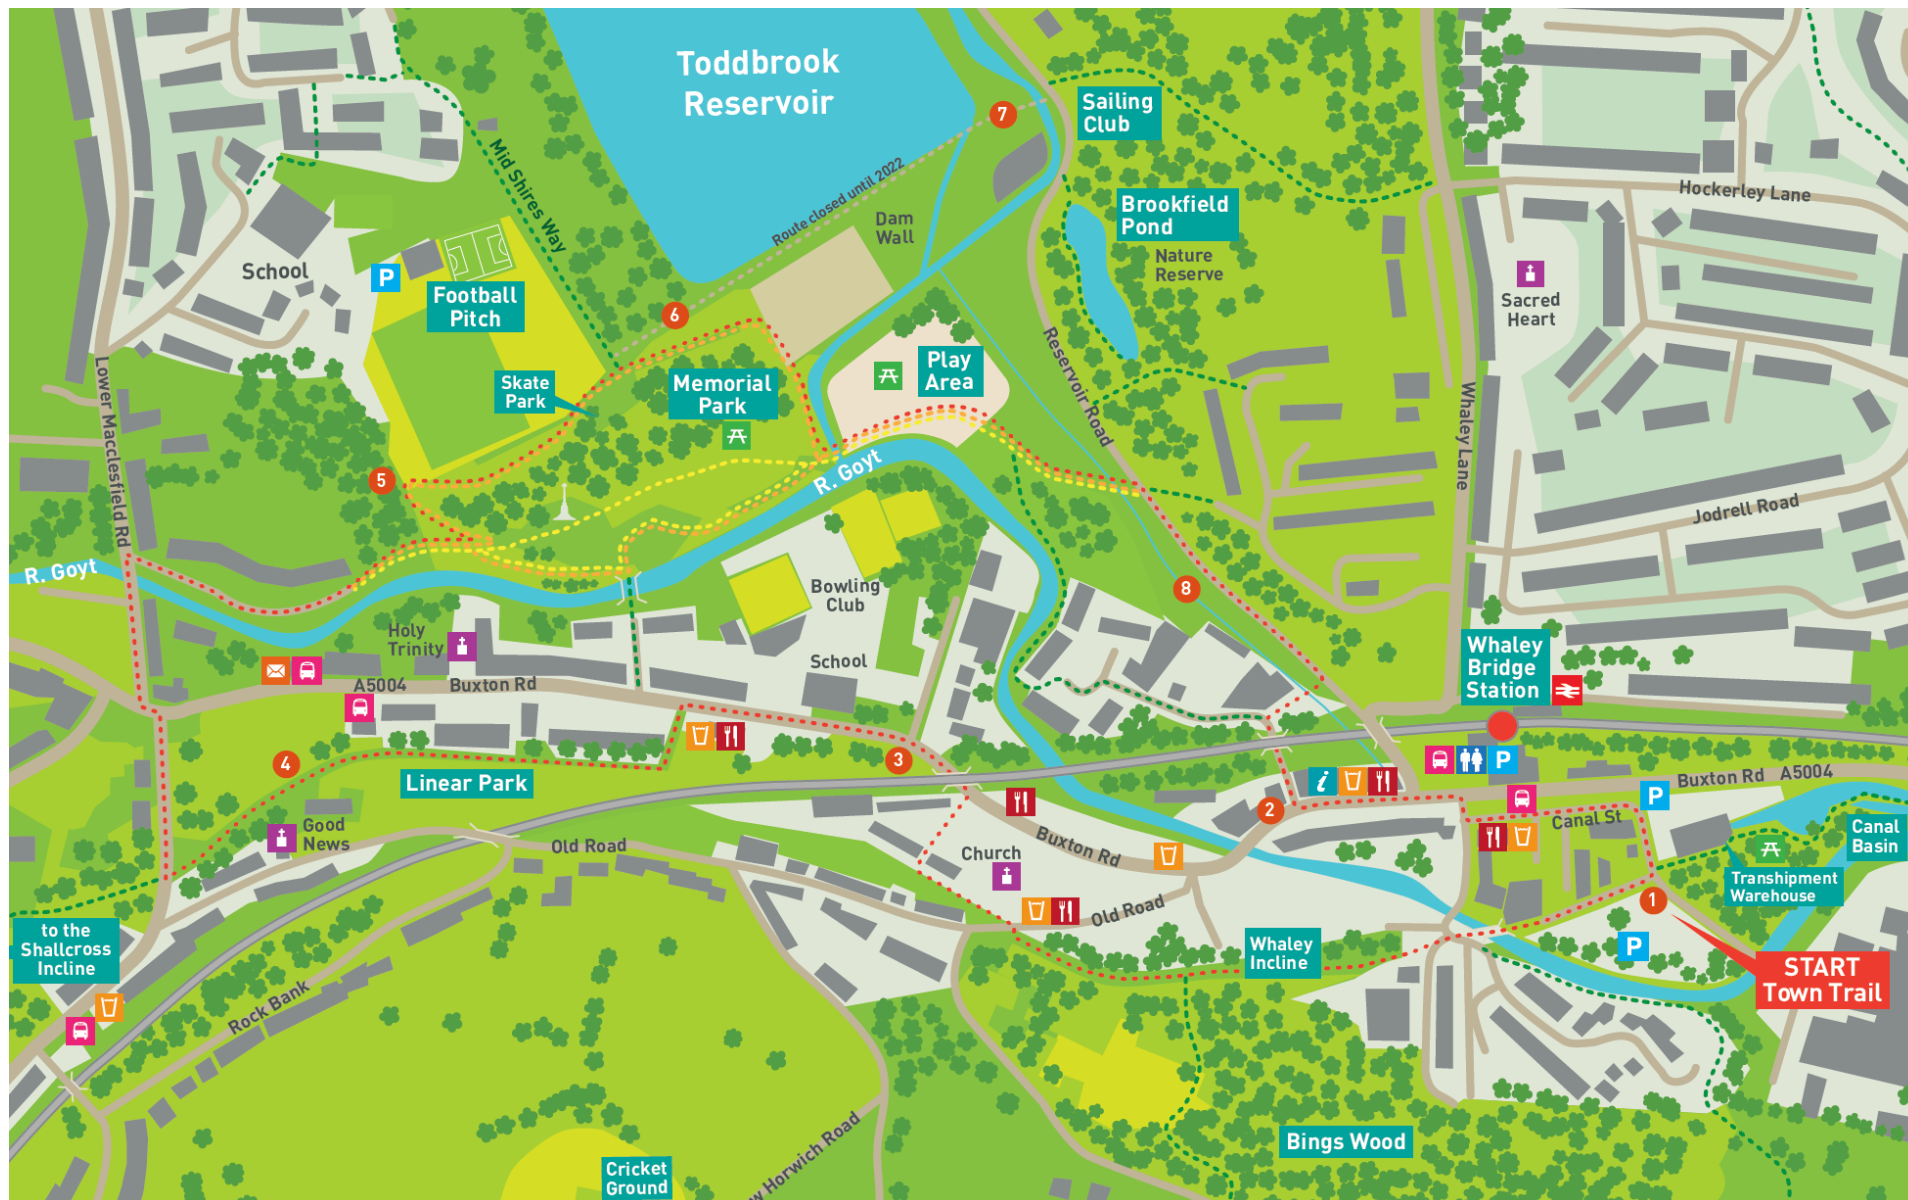 Toddbrook
Reservoir
7
Sailing
Club
Mid Shires Way
Route closed until 2022
Dam
Wall
Brookfield
Pond
Nature
Reserve
Hockerley Lane
School
P
Football
Pitch
6
Sacred
Heart
Lower Macclesfield Rd
Skate
Park
Memorial
Park
Play
Area
Reservoir Road
Whaley Lane
5
R. Goyt
Jodrell Road
R. Goyt
8
Bowling
Club
Holy
Trinity
School
A5004
Buxton Rd
Whaley
Bridge
Station
4
Linear Park
3
P
i
Buxton Rd A5004
P
2
Canal St
Good
News
Old Road
Buxton Rd
Church
Canal
Basin
Transhipment
Warehouse
1
Old Road
to the
Shallcross
Incline
Whaley
Incline
P
START
Town Trail
Rock Bank
Bings Wood
Cricket
Ground
Horwich Road